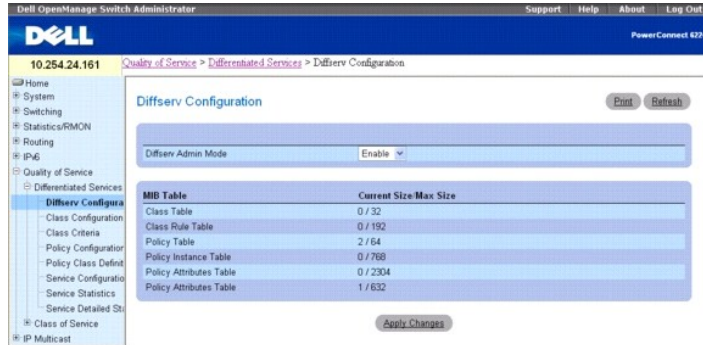 Dell OpenManage Switch Administrator
Support Help About Log Out
DELL
PowerConnect 622
10.254.24.161
Quality of Service > Differentiated Services > Diffserv Configuration
Home
System
Switching
Statistics/RMON
Routing
IPv6
Quality of Service
Differentiated Services
Diffserv Configura
Class Configuration
Class Criteria
Policy Configuration
Policy Class Definit
Service Configuratio
Service Statistics
Service Detailed Sta
Class of Service
IP Multicast
Diffserv Configuration
Print Refresh
Diffserv Admin Mode Enable
MIB Table Current Size/Max Size
Class Table 0 / 32
Class Rule Table 0 / 192
Policy Table 2 / 64
Policy Instance Table 0 / 768
Policy Attributes Table 0 / 2304
Policy Attributes Table 1 / 632
Apply Changes